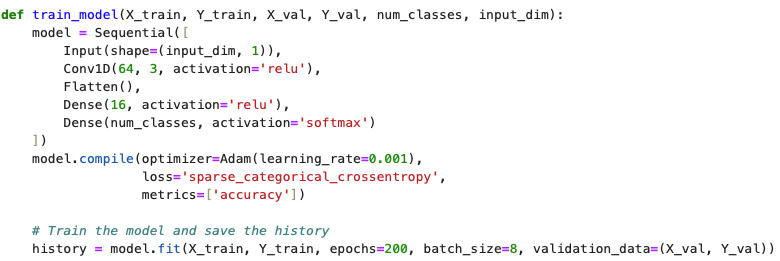 def train_model(X_train, Y_train, X_val, Y_val, num_classes, input_dim):
    model = Sequential([
        Input(shape=(input_dim, 1)),
        Conv1D(64, 3, activation='relu'),
        Flatten(),
        Dense(16, activation='relu'),
        Dense(num_classes, activation='softmax')
    ])
    model.compile(optimizer=Adam(learning_rate=0.001),
                  loss='sparse_categorical_crossentropy',
                  metrics=['accuracy'])
    # Train the model and save the history
    history = model.fit(X_train, Y_train, epochs=200, batch_size=8, validation_data=(X_val, Y_val))